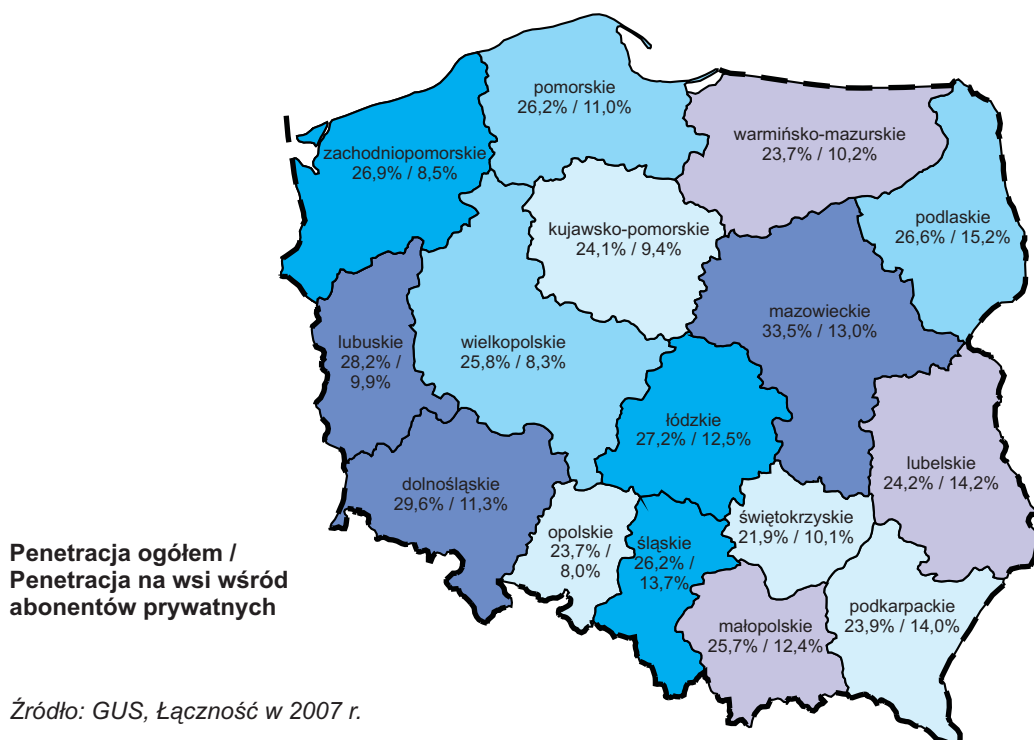 pomorskie
26,2% / 11,0%
warmińsko-mazurskie
23,7% / 10,2%
zachodniopomorskie
26,9% / 8,5%
podlaskie
26,6% / 15,2%
kujawsko-pomorskie
24,1% / 9,4%
mazowieckie
33,5% / 13,0%
lubuskie
28,2% /
9,9%
wielkopolskie
25,8% / 8,3%
łódzkie
27,2% / 12,5%
lubelskie
24,2% / 14,2%
dolnośląskie
29,6% / 11,3%
świętokrzyskie
21,9% / 10,1%
opolskie
23,7% /
8,0%
śląskie
26,2% /
13,7%
podkarpackie
23,9% / 14,0%
małopolskie
25,7% / 12,4%
Penetracja ogółem /
Penetracja na wsi wśród
abonentów prywatnych
Źródło: GUS, Łączność w 2007 r.